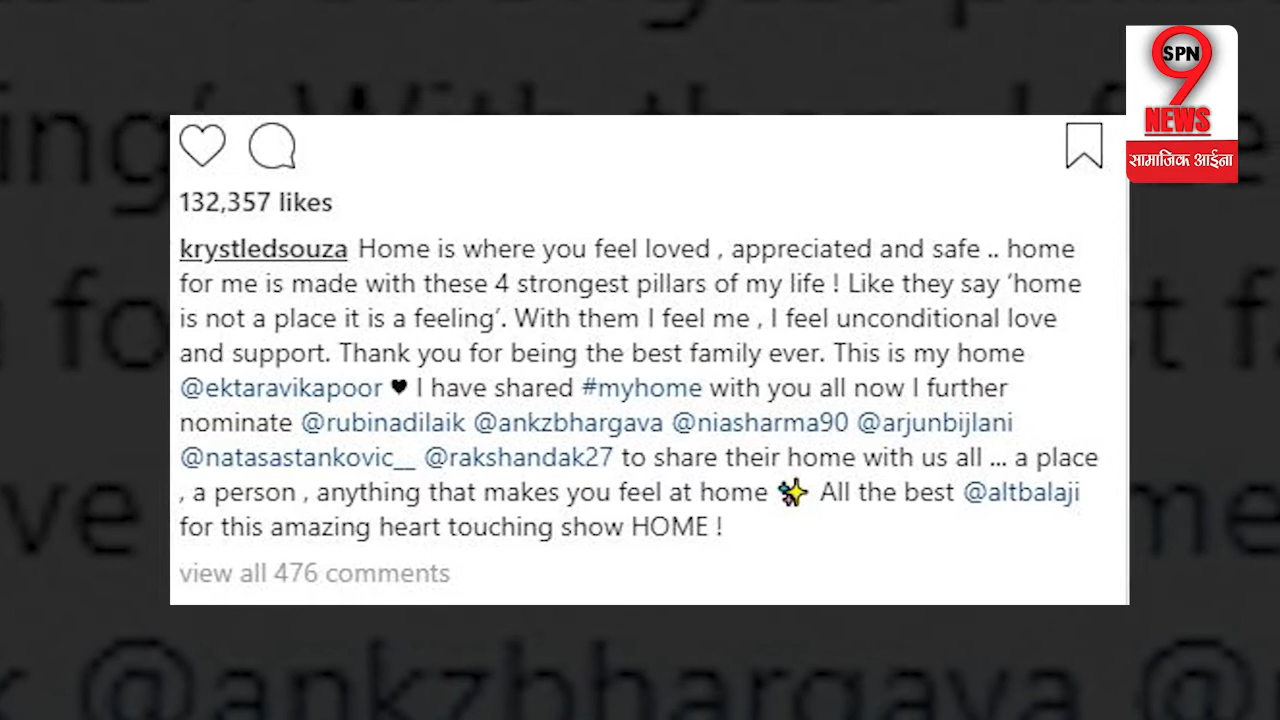 SPN
9
NEWS
सामाजिक आईना
132,357 likes
krystledsouza Home is where you feel loved , appreciated and safe .. home
for me is made with these 4 strongest pillars of my life ! Like they say ‘home
is not a place it is a feeling’. With them I feel me , I feel unconditional love
and support. Thank you for being the best family ever. This is my home
@ektaravikapoor ♥ I have shared #myhome with you all now I further
nominate @rubinadilaik @ankzbhargava @niasharma90 @arjunbijlani
@natasastankovic__ @rakshandak27 to share their home with us all ... a place
, a person , anything that makes you feel at home ✨ All the best @altbalaji
for this amazing heart touching show HOME !
view all 476 comments
@ankzbhargava